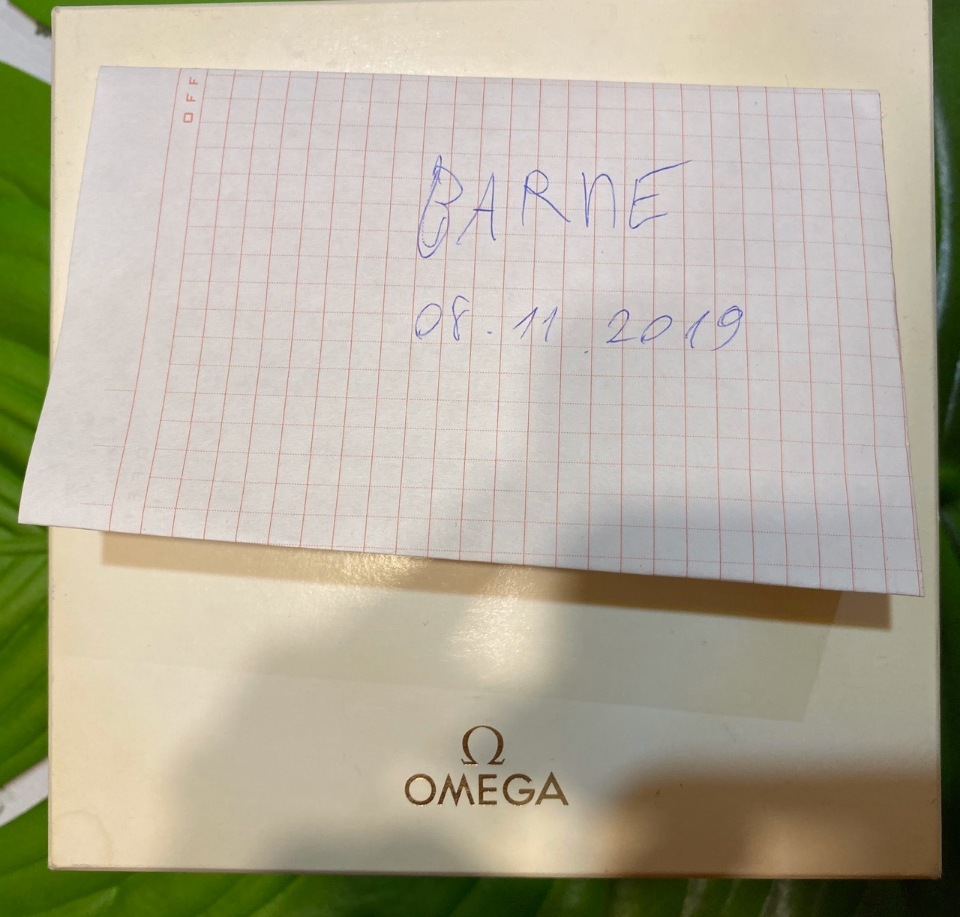 OFF
BARNE
08.11.2019
Ω
OMEGA